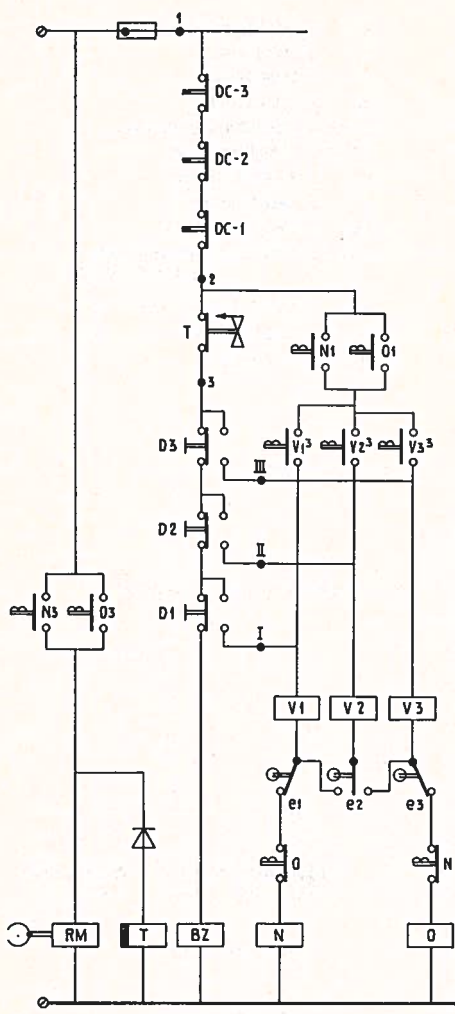 1
DC-3
DC-2
DC-1
2
T
N1 O1
3
D3 V1³ V2³ V3³
III
D2
II
N3 O3 D1
I
V1 V2 V3
e1 e2 e3
O N
RM T BZ N O